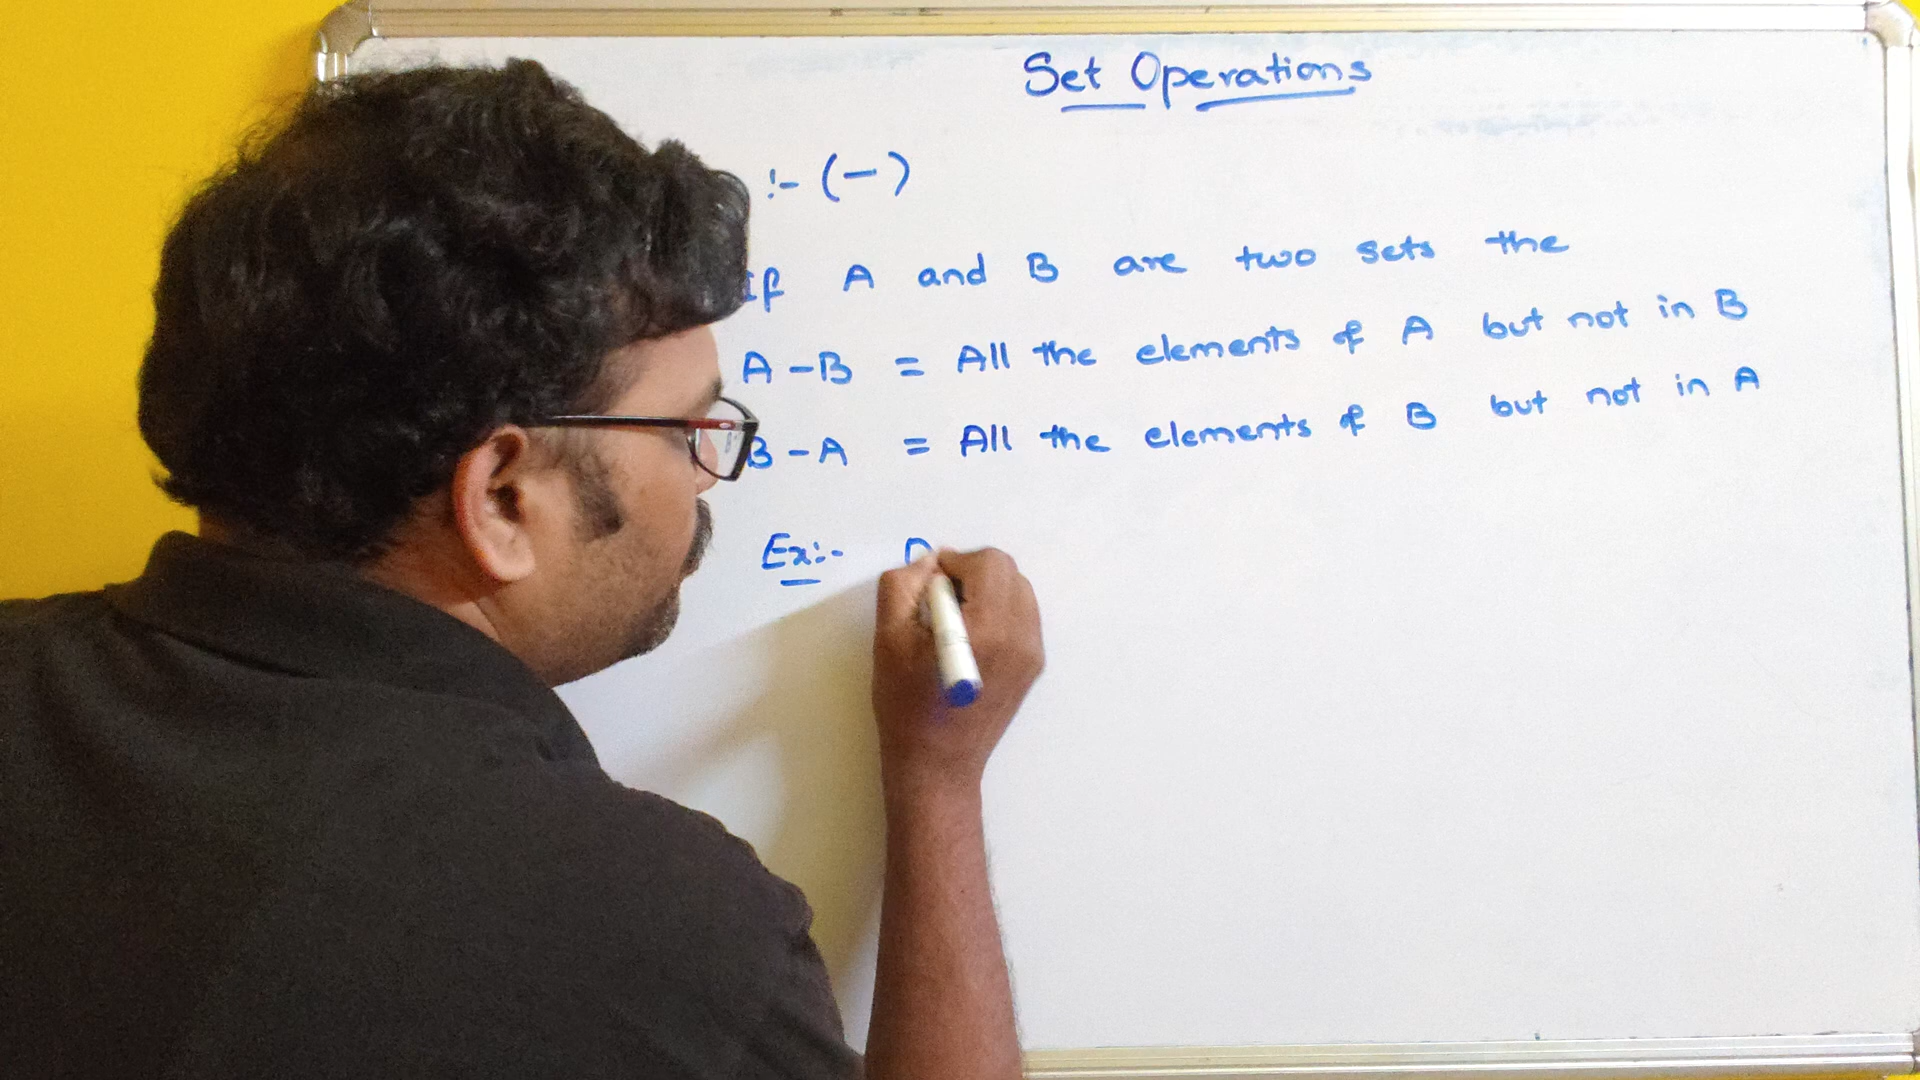 Set Operations
:- (-)
If A and B are two sets the
A - B = All the elements of A but not in B
B - A = All the elements of B but not in A
Ex:-